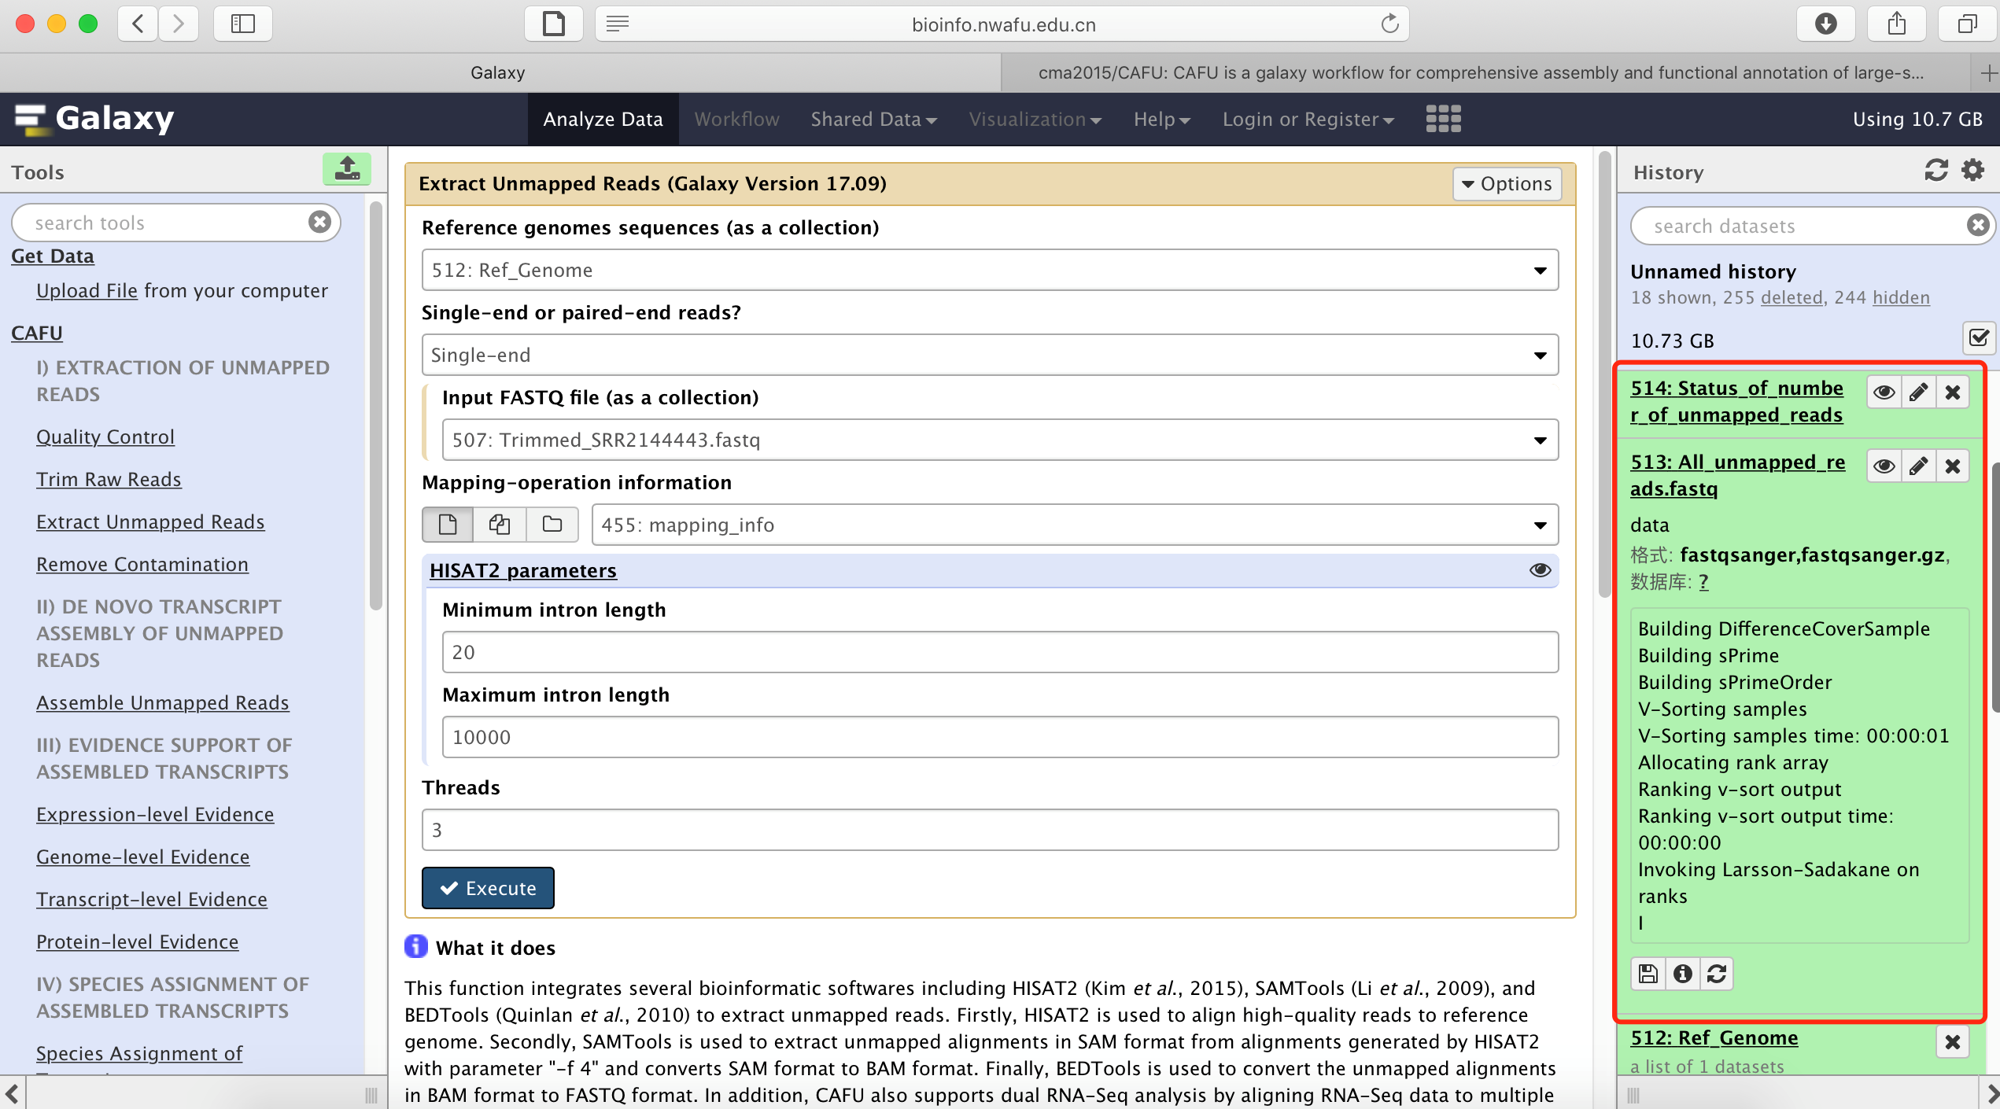 bioinfo.nwafu.edu.cn
Galaxy
cma2015/CAFU: CAFU is a galaxy workflow for comprehensive assembly and functional annotation of large-s...
Galaxy
Analyze Data
Workflow
Shared Data
Visualization
Help
Login or Register
Using 10.7 GB
Tools
search tools
Get Data
Upload File from your computer
CAFU
I) EXTRACTION OF UNMAPPED
READS
Quality Control
Trim Raw Reads
Extract Unmapped Reads
Remove Contamination
II) DE NOVO TRANSCRIPT
ASSEMBLY OF UNMAPPED
READS
Assemble Unmapped Reads
III) EVIDENCE SUPPORT OF
ASSEMBLED TRANSCRIPTS
Expression-level Evidence
Genome-level Evidence
Transcript-level Evidence
Protein-level Evidence
IV) SPECIES ASSIGNMENT OF
ASSEMBLED TRANSCRIPTS
Species Assignment of
Extract Unmapped Reads (Galaxy Version 17.09)
Options
Reference genomes sequences (as a collection)
512: Ref_Genome
Single-end or paired-end reads?
Single-end
Input FASTQ file (as a collection)
507: Trimmed_SRR2144443.fastq
Mapping-operation information
455: mapping_info
HISAT2 parameters
Minimum intron length
20
Maximum intron length
10000
Threads
3
Execute
What it does
This function integrates several bioinformatic softwares including HISAT2 (Kim et al., 2015), SAMTools (Li et al., 2009), and
BEDTools (Quinlan et al., 2010) to extract unmapped reads. Firstly, HISAT2 is used to align high-quality reads to reference
genome. Secondly, SAMTools is used to extract unmapped alignments in SAM format from alignments generated by HISAT2
with parameter "-f 4" and converts SAM format to BAM format. Finally, BEDTools is used to convert the unmapped alignments
in BAM format to FASTQ format. In addition, CAFU also supports dual RNA-Seq analysis by aligning RNA-Seq data to multiple
History
search datasets
Unnamed history
18 shown, 255 deleted, 244 hidden
10.73 GB
514: Status_of_numbe
r_of_unmapped_reads
513: All_unmapped_re
ads.fastq
data
格式: fastqsanger,fastqsanger.gz,
数据库: ?
Building DifferenceCoverSample
Building sPrime
Building sPrimeOrder
V-Sorting samples
V-Sorting samples time: 00:00:01
Allocating rank array
Ranking v-sort output
Ranking v-sort output time:
00:00:00
Invoking Larsson-Sadakane on
ranks
I
512: Ref_Genome
a list of 1 datasets